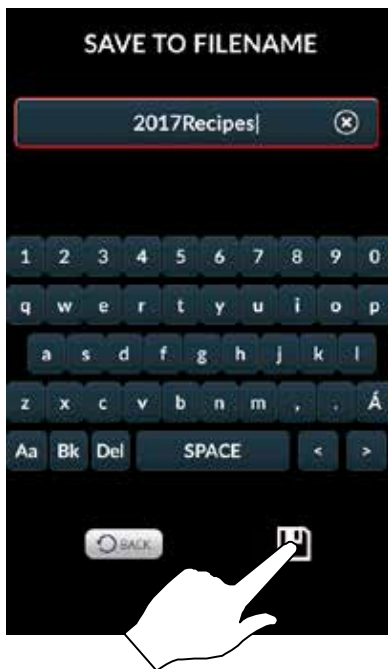 SAVE TO FILENAME
2017Recipes
1 2 3 4 5 6 7 8 9 0
q w e r t y u i o p
a s d f g h j k l
z x c v b n m , . Á
Aa Bk Del SPACE < >
BACK